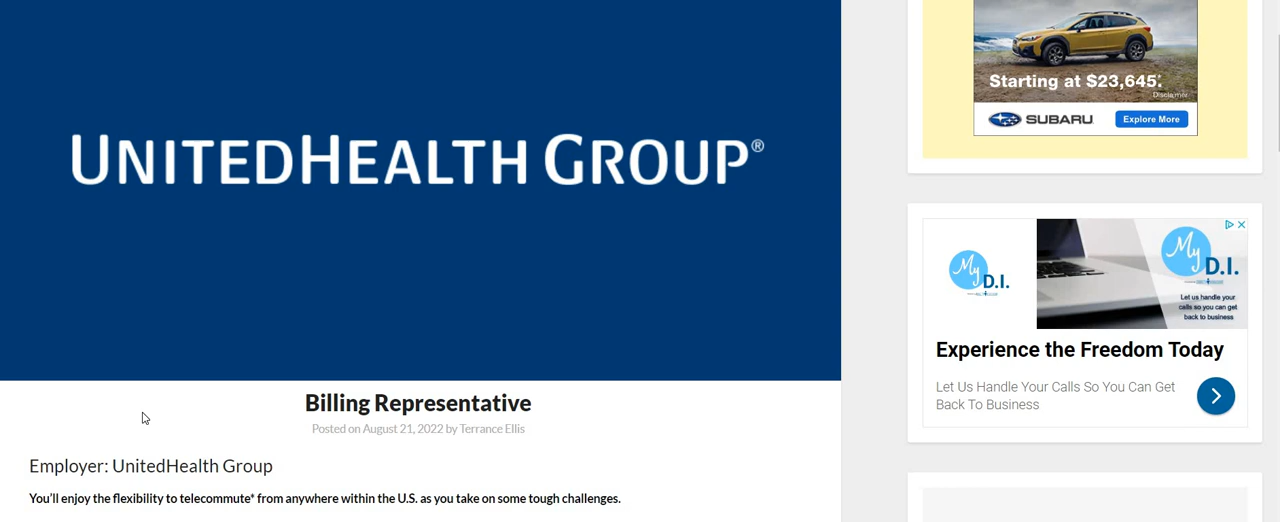 UNITEDHEALTH GROUP®
Billing Representative
Posted on August 21, 2022 by Terrance Ellis
Employer: UnitedHealth Group
You'll enjoy the flexibility to telecommute* from anywhere within the U.S. as you take on some tough challenges.
Starting at $23,645.*
Disclaimer
SUBARU
Explore More
My
D.I.
My
D.I.
Let us handle your
calls so you can get
back to business
Experience the Freedom Today
Let Us Handle Your Calls So You Can Get
Back To Business